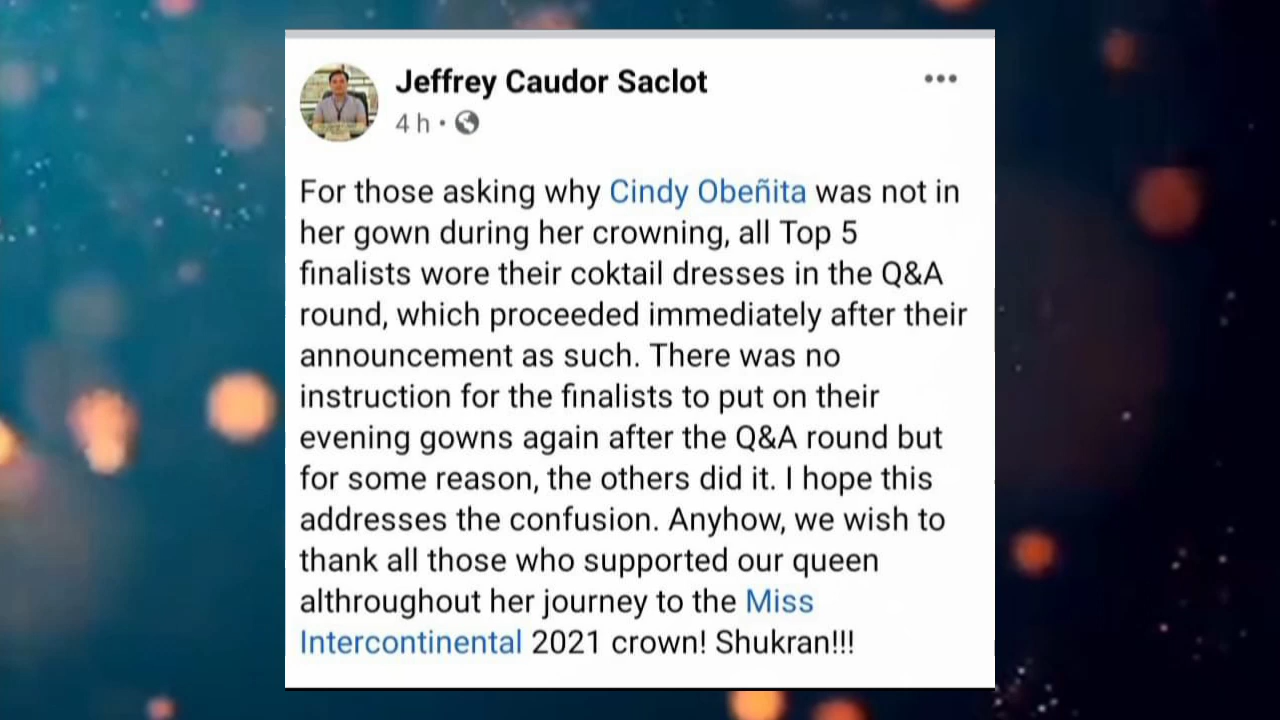 Jeffrey Caudor Saclot
4 h •
For those asking why Cindy Obeñita was not in
her gown during her crowning, all Top 5
finalists wore their coktail dresses in the Q&A
round, which proceeded immediately after their
announcement as such. There was no
instruction for the finalists to put on their
evening gowns again after the Q&A round but
for some reason, the others did it. I hope this
addresses the confusion. Anyhow, we wish to
thank all those who supported our queen
althroughout her journey to the Miss
Intercontinental 2021 crown! Shukran!!!